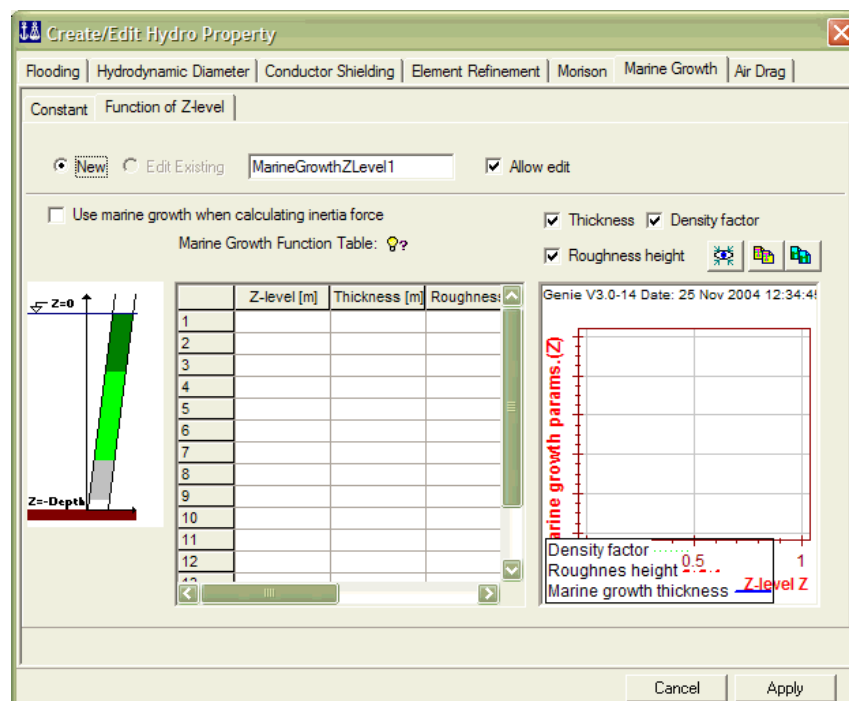 Create/Edit Hydro Property
Flooding Hydrodynamic Diameter Conductor Shielding Element Refinement Morison Marine Growth Air Drag
Constant Function of Z-level
New Edit Existing MarineGrowthZLevel1 Allow edit
Use marine growth when calculating inertia force
Thickness Density factor
Marine Growth Function Table: ?
Roughness height
Z=0
Z=-Depth
Z-level [m] Thickness [m] Roughness
1
2
3
4
5
6
7
8
9
10
11
12
13
Genie V3.0-14 Date: 25 Nov 2004 12:34:45
arine growth params.(Z)
Density factor
Roughnes height
Marine growth thickness
0.5 1
Z-level Z
Cancel Apply